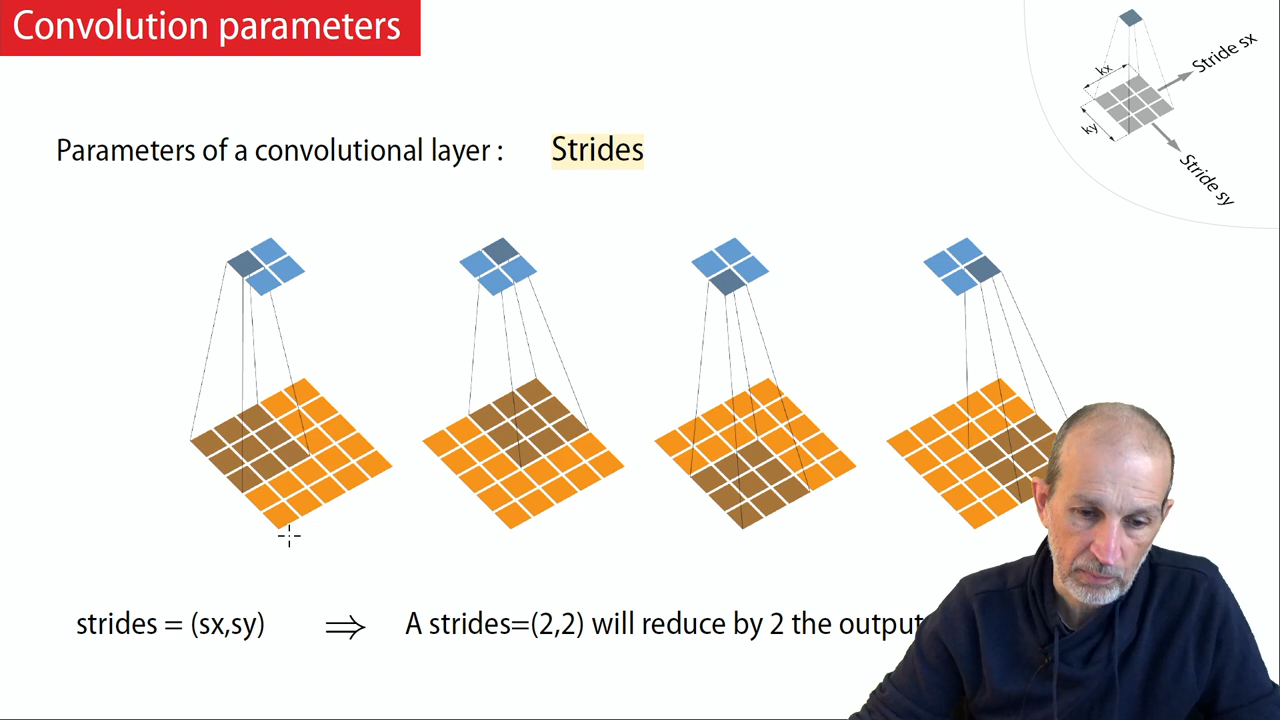 Convolution parameters
Stride sx
kx
ky
Stride sy
Parameters of a convolutional layer : Strides
strides = (sx,sy) ⇒ A strides=(2,2) will reduce by 2 the output